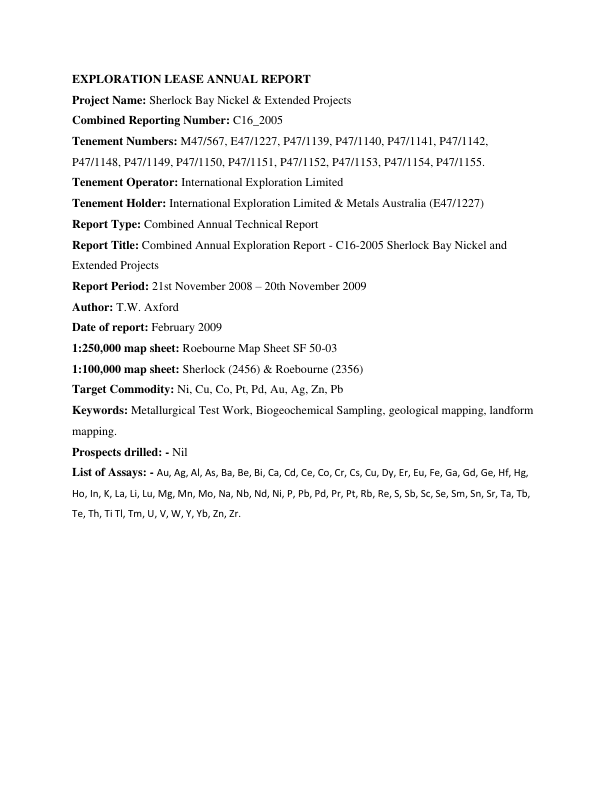 EXPLORATION LEASE ANNUAL REPORT
Project Name: Sherlock Bay Nickel & Extended Projects
Combined Reporting Number: C16_2005
Tenement Numbers: M47/567, E47/1227, P47/1139, P47/1140, P47/1141, P47/1142,
P47/1148, P47/1149, P47/1150, P47/1151, P47/1152, P47/1153, P47/1154, P47/1155.
Tenement Operator: International Exploration Limited
Tenement Holder: International Exploration Limited & Metals Australia (E47/1227)
Report Type: Combined Annual Technical Report
Report Title: Combined Annual Exploration Report - C16-2005 Sherlock Bay Nickel and
Extended Projects
Report Period: 21st November 2008 – 20th November 2009
Author: T.W. Axford
Date of report: February 2009
1:250,000 map sheet: Roebourne Map Sheet SF 50-03
1:100,000 map sheet: Sherlock (2456) & Roebourne (2356)
Target Commodity: Ni, Cu, Co, Pt, Pd, Au, Ag, Zn, Pb
Keywords: Metallurgical Test Work, Biogeochemical Sampling, geological mapping, landform
mapping.
Prospects drilled: - Nil
List of Assays: - Au, Ag, Al, As, Ba, Be, Bi, Ca, Cd, Ce, Co, Cr, Cs, Cu, Dy, Er, Eu, Fe, Ga, Gd, Ge, Hf, Hg,
Ho, In, K, La, Li, Lu, Mg, Mn, Mo, Na, Nb, Nd, Ni, P, Pb, Pd, Pr, Pt, Rb, Re, S, Sb, Sc, Se, Sm, Sn, Sr, Ta, Tb,
Te, Th, Ti Tl, Tm, U, V, W, Y, Yb, Zn, Zr.